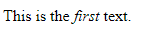 This is the first text.